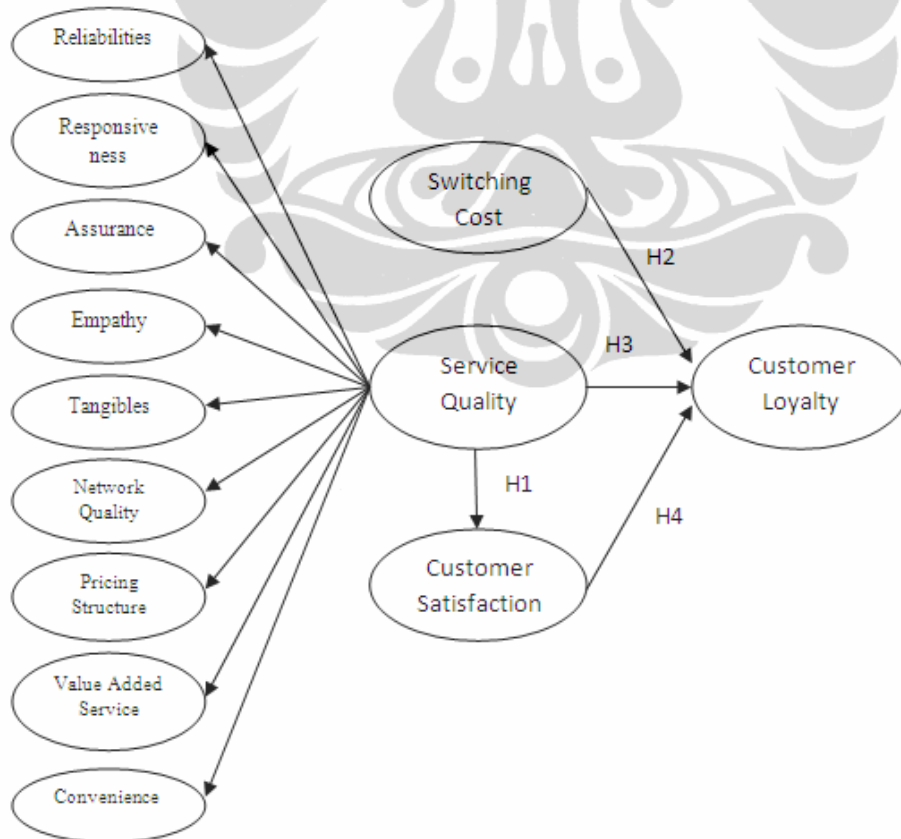 Reliabilities
Responsive
ness
Assurance
Empathy
Tangibles
Network
Quality
Pricing
Structure
Value Added
Service
Convenience
Switching
Cost
Service
Quality
Customer
Satisfaction
H2
H3
H1
H4
Customer
Loyalty